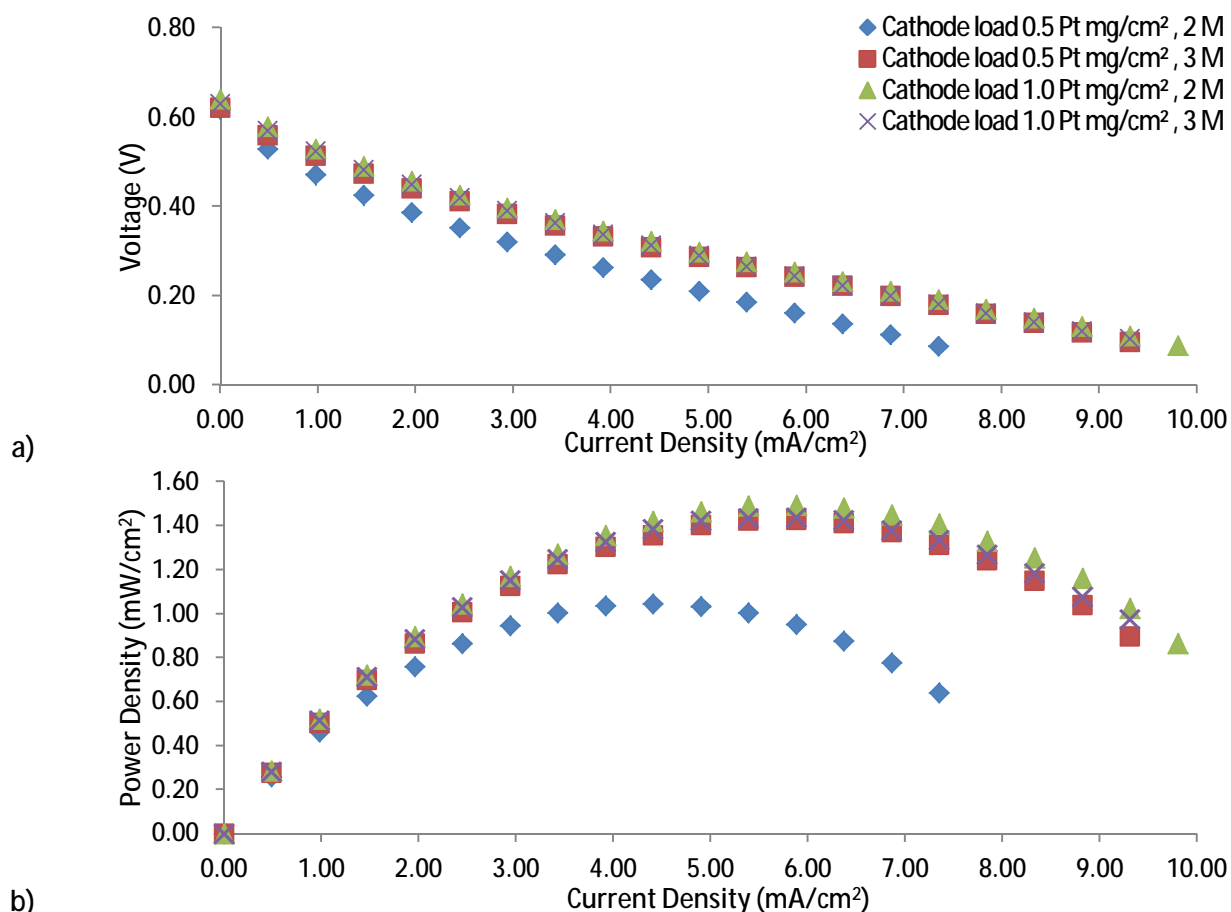 0.80
0.60
0.40
0.20
0.00
Voltage (V)
Cathode load 0.5 Pt mg/cm², 2 M
Cathode load 0.5 Pt mg/cm², 3 M
Cathode load 1.0 Pt mg/cm², 2 M
Cathode load 1.0 Pt mg/cm², 3 M
0.00 1.00 2.00 3.00 4.00 5.00 6.00 7.00 8.00 9.00 10.00
Current Density (mA/cm²)
a)
1.60
1.40
1.20
1.00
0.80
0.60
0.40
0.20
0.00
Power Density (mW/cm²)
0.00 1.00 2.00 3.00 4.00 5.00 6.00 7.00 8.00 9.00 10.00
Current Density (mA/cm²)
b)